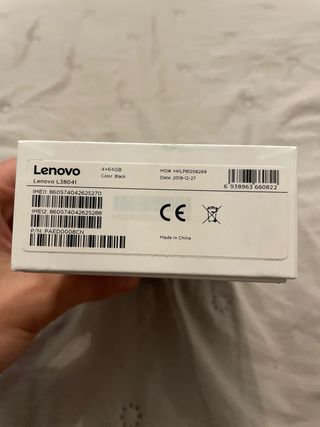 Lenovo
Lenovo L38041
4+64GB
Color: Black
MO#: HKLP81206269
Date: 2018-12-27
6 938963 660822
IMEI1: 860574042625270
IMEI2: 860574042625288
P/N: PAED0008CN
CE
Made in China